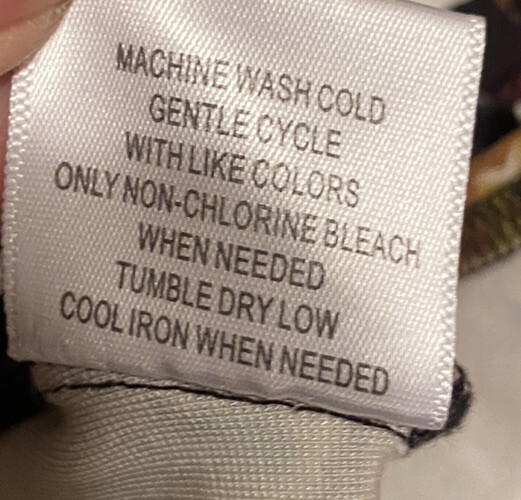 MACHINE WASH COLD
GENTLE CYCLE
WITH LIKE COLORS
ONLY NON-CHLORINE BLEACH
WHEN NEEDED
TUMBLE DRY LOW
COOL IRON WHEN NEEDED